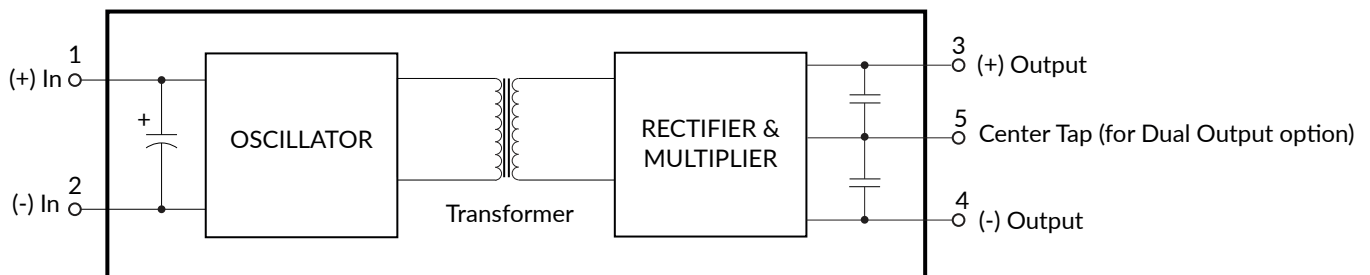 1
(+) In
+
2
(-) In
OSCILLATOR
Transformer
RECTIFIER &
MULTIPLIER
3
(+) Output
5
Center Tap (for Dual Output option)
4
(-) Output